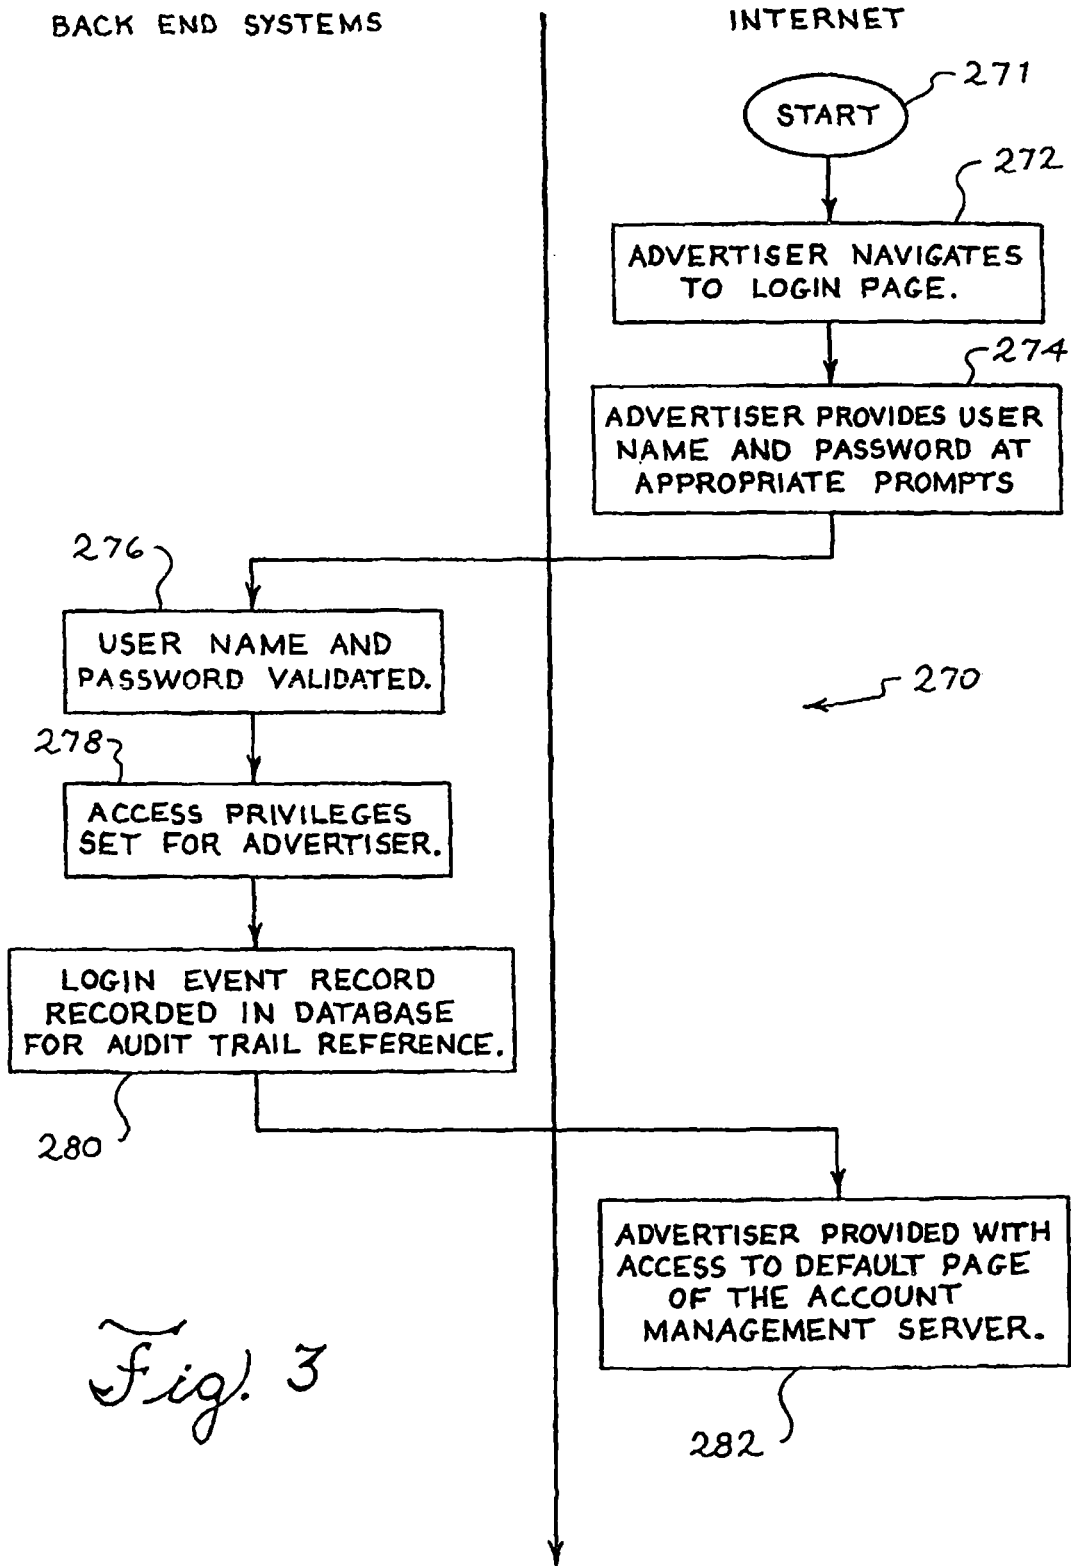 BACK END SYSTEMS
INTERNET
271
START
272
ADVERTISER NAVIGATES
TO LOGIN PAGE.
274
ADVERTISER PROVIDES USER
NAME AND PASSWORD AT
APPROPRIATE PROMPTS
276
USER NAME AND
PASSWORD VALIDATED.
270
278
ACCESS PRIVILEGES
SET FOR ADVERTISER.
LOGIN EVENT RECORD
RECORDED IN DATABASE
FOR AUDIT TRAIL REFERENCE.
280
ADVERTISER PROVIDED WITH
ACCESS TO DEFAULT PAGE
OF THE ACCOUNT
MANAGEMENT SERVER.
282
Fig. 3